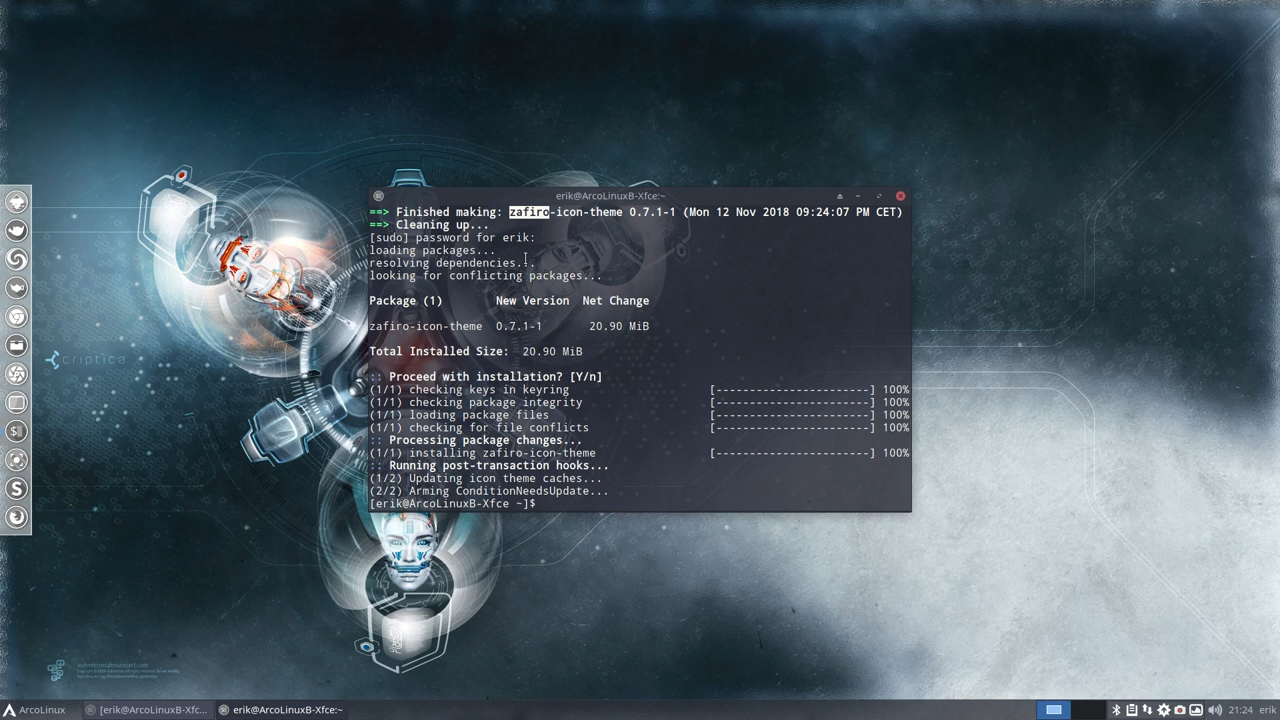 erik@ArcoLinuxB-Xfce:~
==> Finished making: zafiro-icon-theme 0.7.1-1 (Mon 12 Nov 2018 09:24:07 PM CET)
==> Cleaning up...
[sudo] password for erik:
loading packages...
resolving dependencies...
looking for conflicting packages...
Package (1) New Version Net Change
zafiro-icon-theme 0.7.1-1 20.90 MiB
Total Installed Size: 20.90 MiB
:: Proceed with installation? [Y/n]
(1/1) checking keys in keyring [----------------------] 100%
(1/1) checking package integrity [----------------------] 100%
(1/1) loading package files [----------------------] 100%
(1/1) checking for file conflicts [----------------------] 100%
:: Processing package changes...
(1/1) installing zafiro-icon-theme [----------------------] 100%
:: Running post-transaction hooks...
(1/2) Updating icon theme caches...
(2/2) Arming ConditionNeedsUpdate...
[erik@ArcoLinuxB-Xfce ~]$
criptica
ArcoLinux [erik@ArcoLinuxB-Xfc... erik@ArcoLinuxB-Xfce:~ 21:24 erik